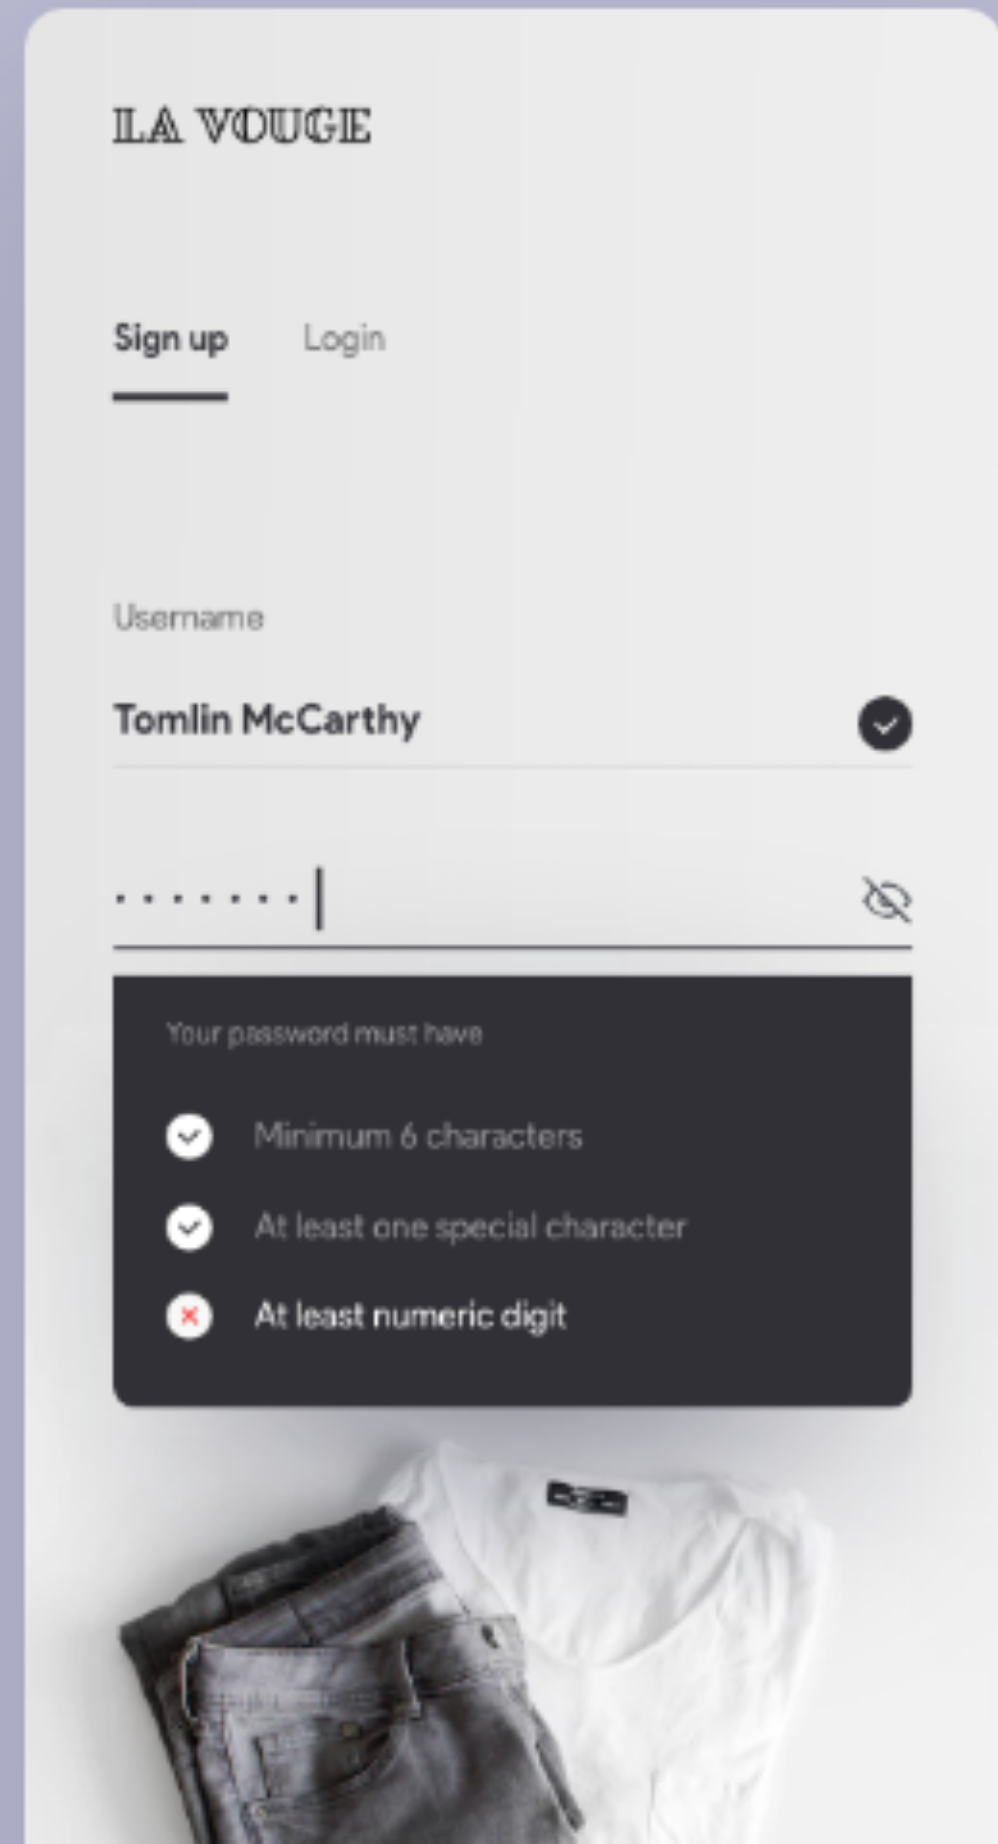 LA VOUGE
Sign up Login
Username
Tomlin McCarthy
Your password must have
Minimum 6 characters
At least one special character
At least numeric digit